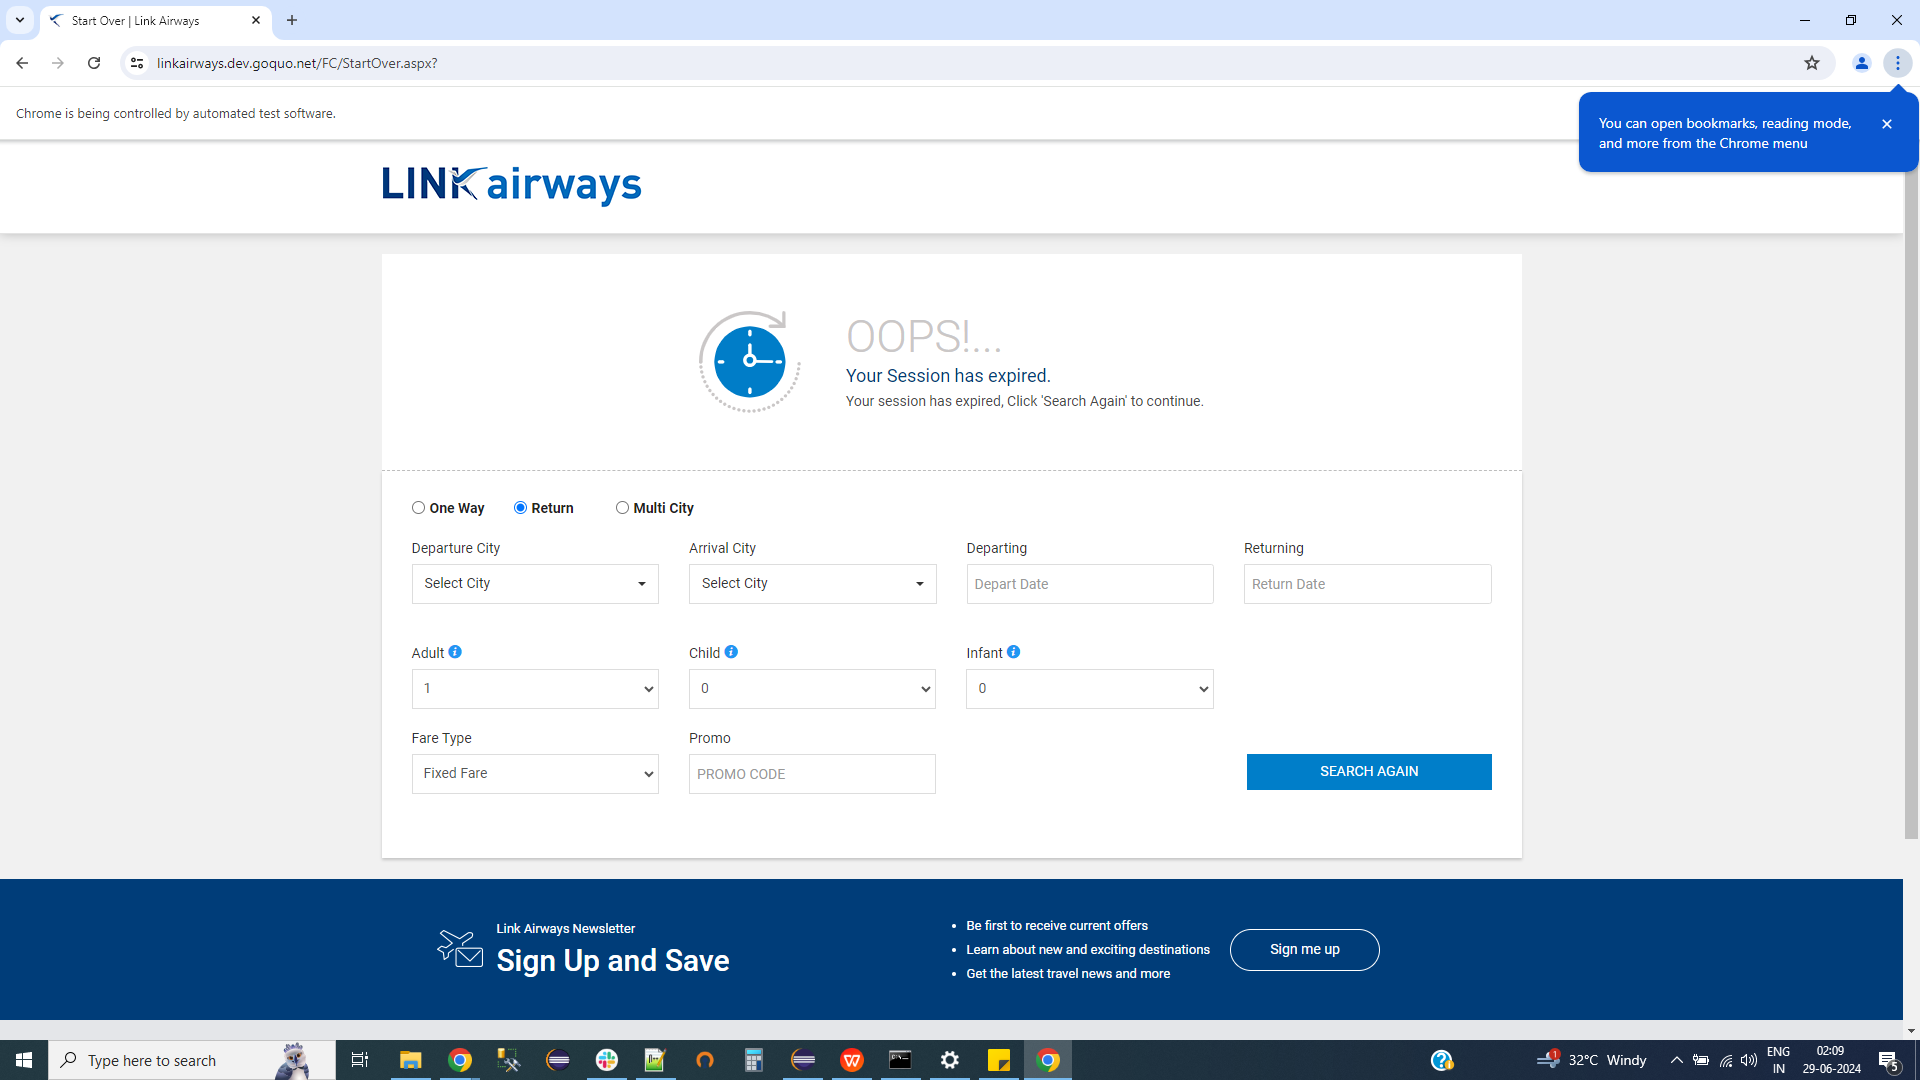 Start Over | Link Airways
linkairways.dev.goquo.net/FC/StartOver.aspx?
Chrome is being controlled by automated test software.
You can open bookmarks, reading mode,
and more from the Chrome menu
LINK airways
OOPS!...
Your Session has expired.
Your session has expired, Click 'Search Again' to continue.
One Way Return Multi City
Departure City Arrival City Departing Returning
Select City Select City Depart Date Return Date
Adult Child Infant
1 0 0
Fare Type Promo
Fixed Fare PROMO CODE SEARCH AGAIN
Link Airways Newsletter
Sign Up and Save
• Be first to receive current offers
• Learn about new and exciting destinations
• Get the latest travel news and more
Sign me up
Type here to search
1
32°C Windy
ENG
IN
02:09
29-06-2024
5